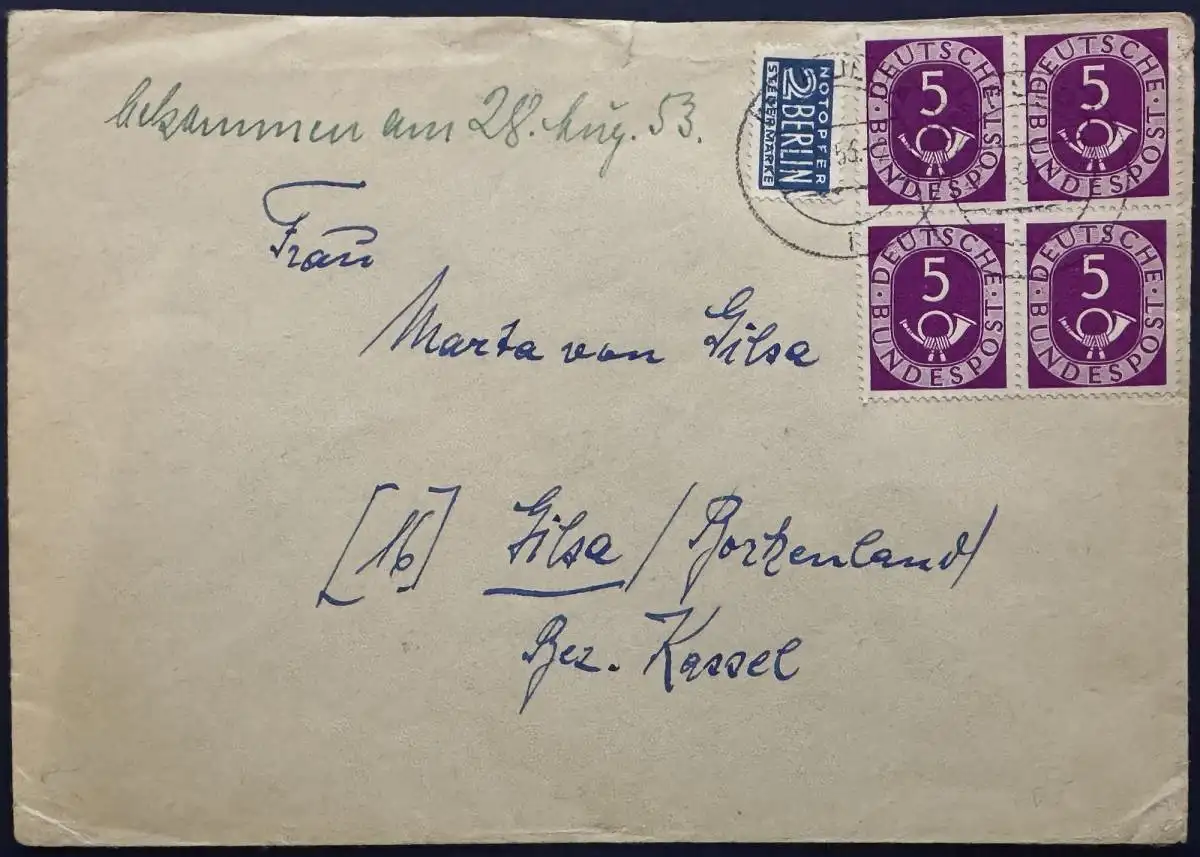 bekommen am 28. Aug. 53.
NOTOPFER
2 BERLIN
STEUERMARKE
DEUTSCHE
5
BUNDESPOST
DEUTSCHE
5
BUNDESPOST
DEUTSCHE
5
BUNDESPOST
DEUTSCHE
5
BUNDESPOST
Frau
Marta von Gilsa
[16] Gilsa / Borkenland
Bez. Kassel